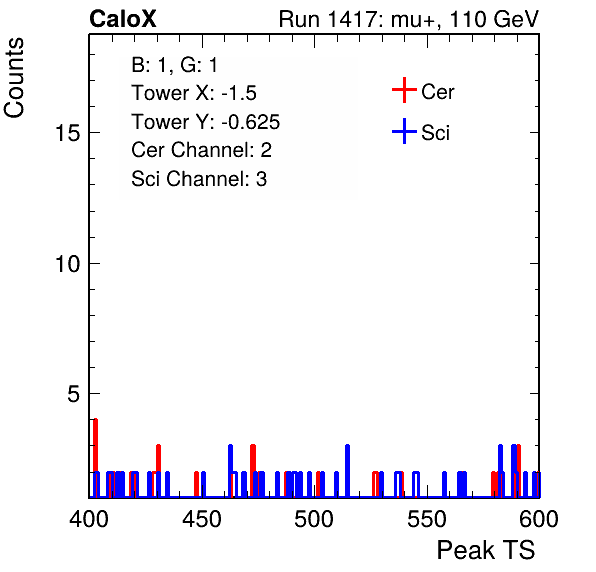 CaloX Run 1417: mu+, 110 GeV
Counts
B: 1, G: 1
Tower X: -1.5
Tower Y: -0.625
Cer Channel: 2
Sci Channel: 3
Cer
Sci
15
10
5
400 450 500 550 600
Peak TS